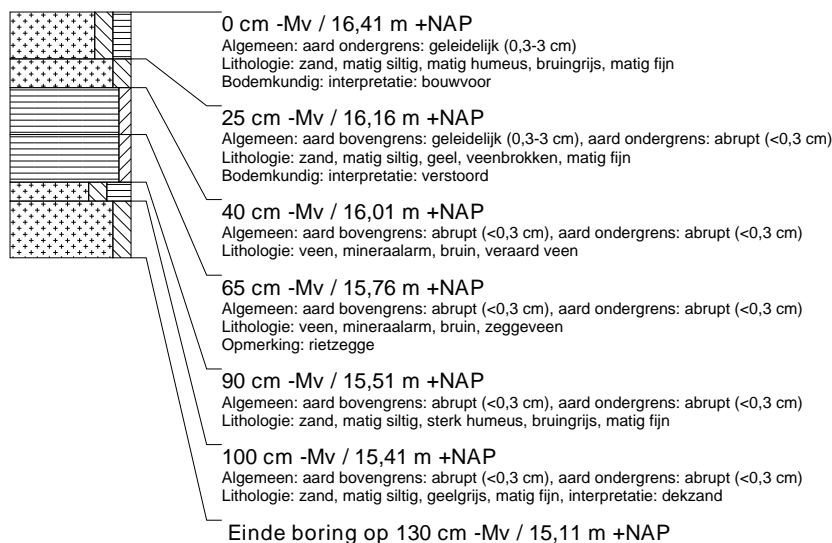 0 cm -Mv / 16,41 m +NAP
Algemeen: aard ondergrens: geleidelijk (0,3-3 cm)
Lithologie: zand, matig siltig, matig humeus, bruingrijs, matig fijn
Bodemkundig: interpretatie: bouwvoor
25 cm -Mv / 16,16 m +NAP
Algemeen: aard bovengrens: geleidelijk (0,3-3 cm), aard ondergrens: abrupt (<0,3 cm)
Lithologie: zand, matig siltig, geel, veenbrokken, matig fijn
Bodemkundig: interpretatie: verstoord
40 cm -Mv / 16,01 m +NAP
Algemeen: aard bovengrens: abrupt (<0,3 cm), aard ondergrens: abrupt (<0,3 cm)
Lithologie: veen, mineraalarm, bruin, veraard veen
65 cm -Mv / 15,76 m +NAP
Algemeen: aard bovengrens: abrupt (<0,3 cm), aard ondergrens: abrupt (<0,3 cm)
Lithologie: veen, mineraalarm, bruin, zeggeveen
Opmerking: rietzegge
90 cm -Mv / 15,51 m +NAP
Algemeen: aard bovengrens: abrupt (<0,3 cm), aard ondergrens: abrupt (<0,3 cm)
Lithologie: zand, matig siltig, sterk humeus, bruingrijs, matig fijn
100 cm -Mv / 15,41 m +NAP
Algemeen: aard bovengrens: abrupt (<0,3 cm), aard ondergrens: abrupt (<0,3 cm)
Lithologie: zand, matig siltig, geelgrijs, matig fijn, interpretatie: dekzand
Einde boring op 130 cm -Mv / 15,11 m +NAP